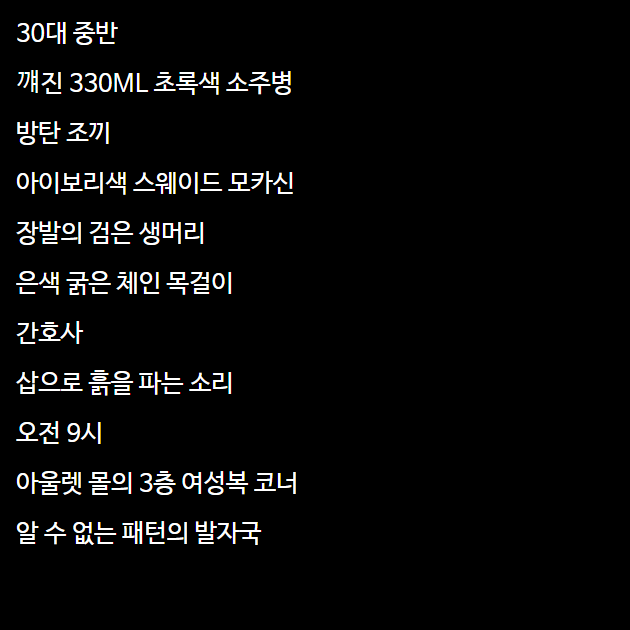 30대 중반
꺠진 330ML 초록색 소주병
방탄 조끼
아이보리색 스웨이드 모카신
장발의 검은 생머리
은색 굵은 체인 목걸이
간호사
삽으로 흙을 파는 소리
오전 9시
아울렛 몰의 3층 여성복 코너
알 수 없는 패턴의 발자국